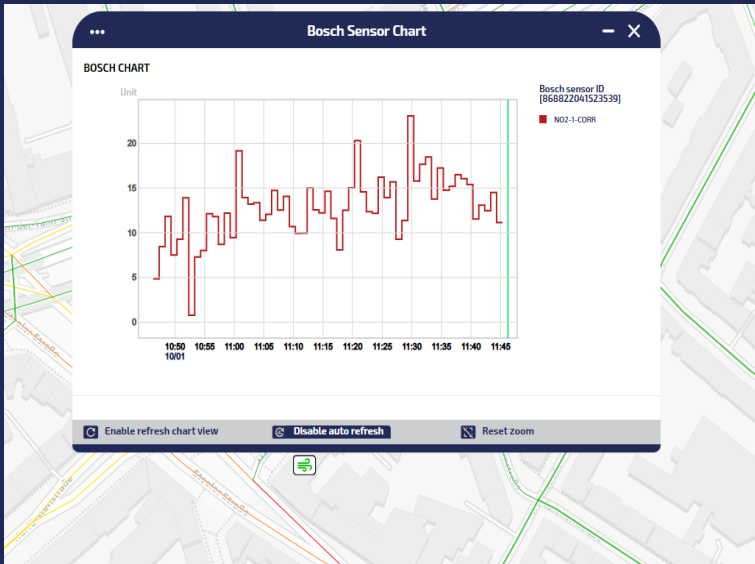 Bosch Sensor Chart
BOSCH CHART
Unit
Bosch sensor ID
[868822041523539]
NO2-1-CORR
20
15
10
5
0
10:50 10:55 11:00 11:05 11:10 11:15 11:20 11:25 11:30 11:35 11:40 11:45
10/01
Enable refresh chart view
Disable auto refresh
Reset zoom